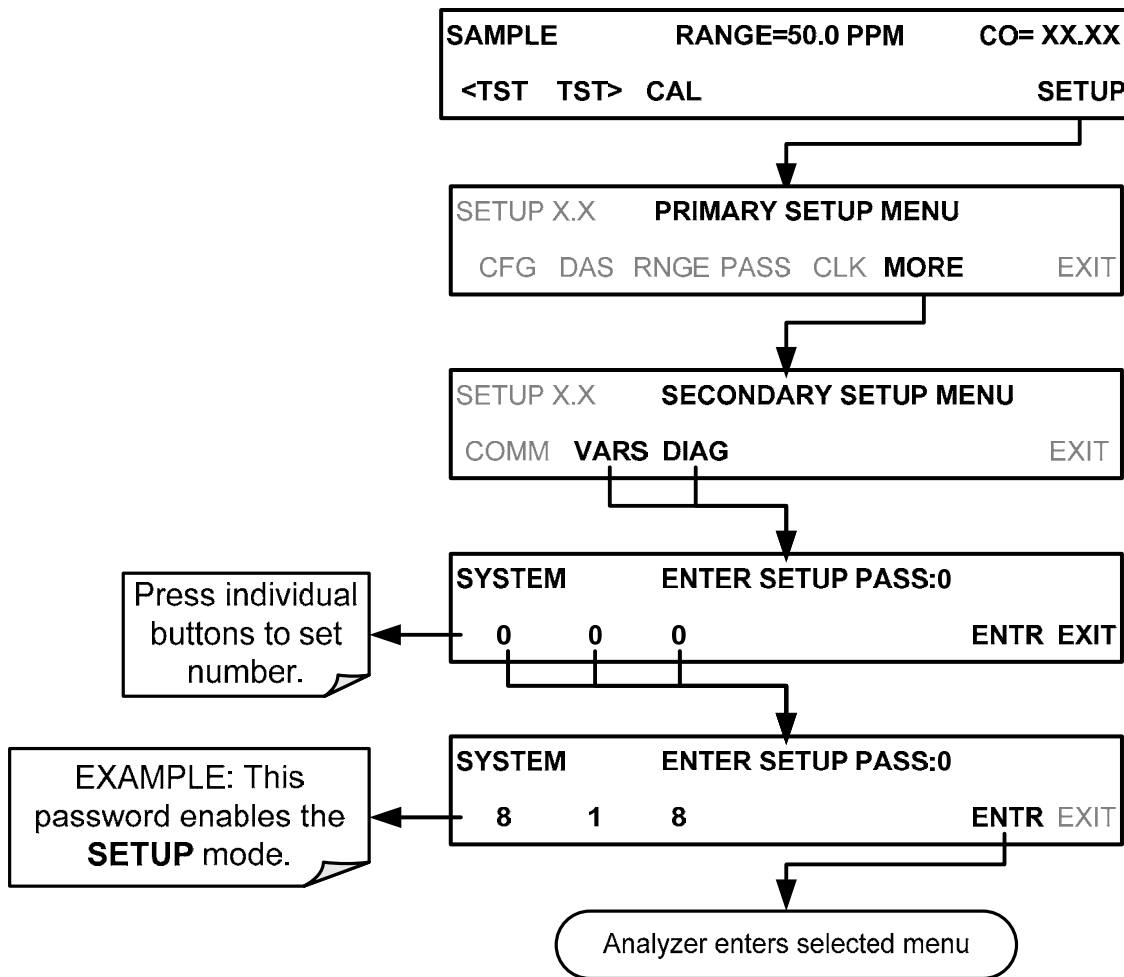 SAMPLE RANGE=50.0 PPM CO= XX.XX
<TST TST> CAL SETUP
SETUP X.X PRIMARY SETUP MENU
CFG DAS RNGE PASS CLK MORE EXIT
SETUP X.X SECONDARY SETUP MENU
COMM VARS DIAG EXIT
SYSTEM ENTER SETUP PASS:0
0 0 0 ENTR EXIT
Press individual
buttons to set
number.
SYSTEM ENTER SETUP PASS:0
8 1 8 ENTR EXIT
EXAMPLE: This
password enables the
SETUP mode.
Analyzer enters selected menu